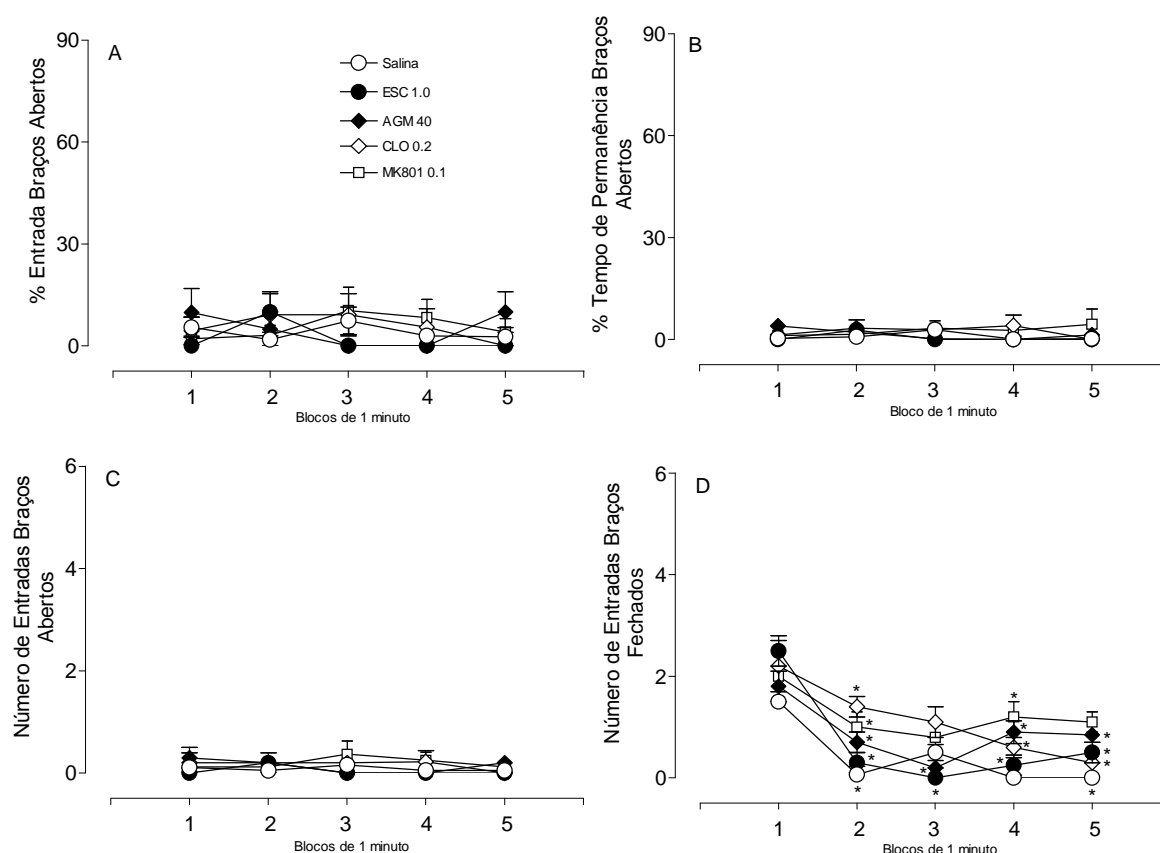 A
% Entrada Braços Abertos
90
60
30
0
Salina
ESC 1.0
AGM 40
CLO 0.2
MK801 0.1
1 2 3 4 5
Blocos de 1 minuto
B
% Tempo de Permanência Braços
Abertos
90
60
30
0
1 2 3 4 5
Bloco de 1 minuto
C
Número de Entradas Braços
Abertos
6
4
2
0
1 2 3 4 5
Blocos de 1 minuto
D
Número de Entradas Braços
Fechados
6
4
2
0
* * * * * * * * * * * * * *
1 2 3 4 5
Blocos de 1 minuto